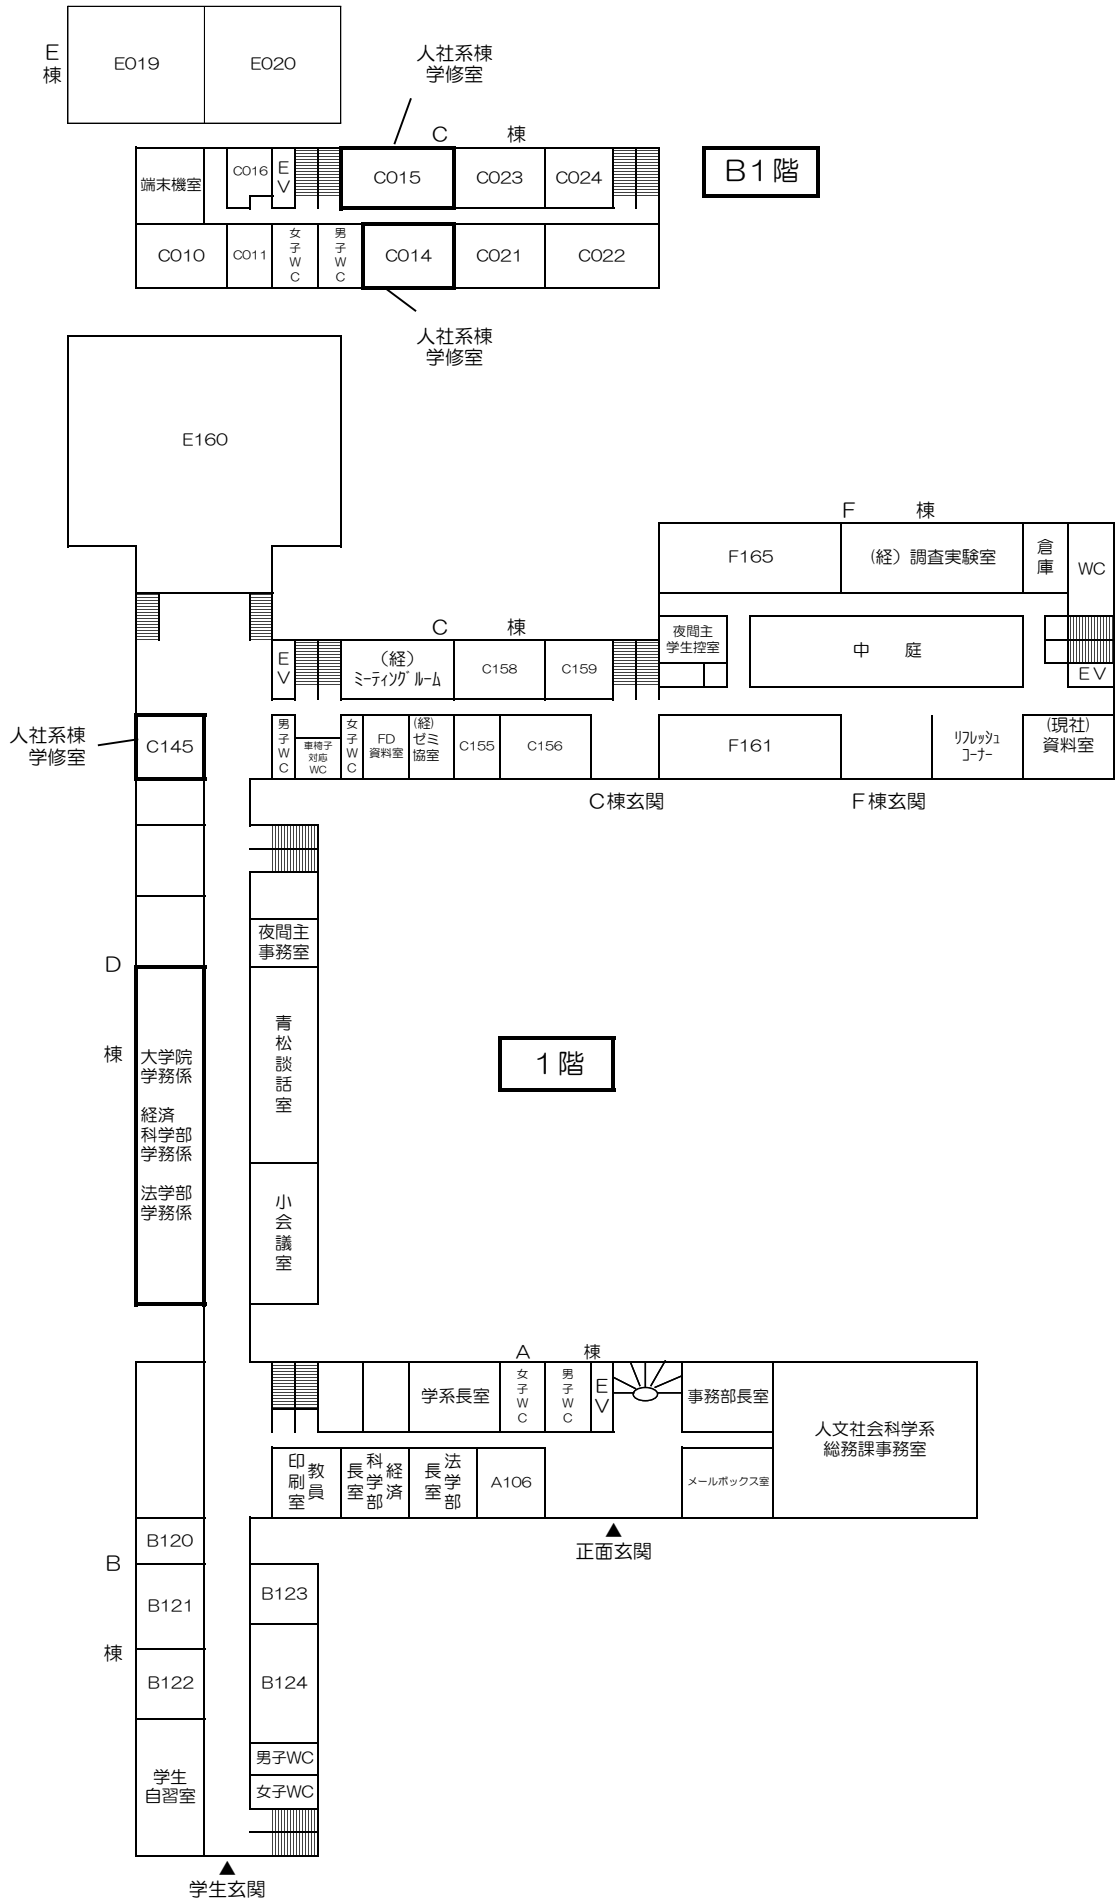 E
棟
E019
E020
人社系棟
学修室
C 棟
B1階
端末機室
C016
EV
C015
C023
C024
C010
C011
女子WC
男子WC
C014
C021
C022
人社系棟
学修室
E160
F 棟
F165
(経) 調査実験室
倉庫
WC
C 棟
EV
(経)
ミーティングルーム
C158
C159
夜間主
学生控室
中 庭
EV
人社系棟
学修室
C145
男子WC
車椅子
対応
WC
女子WC
FD
資料室
(経)
ゼミ
協室
C155
C156
F161
リフレッシュ
コーナー
(現社)
資料室
C棟玄関
F棟玄関
夜間主
事務室
D
棟
大学院
学務係
経済
科学部
学務係
法学部
学務係
青松談話室
1階
小会議室
A 棟
学系長室
女子WC
男子WC
EV
事務部長室
人文社会科学系
総務課事務室
教員
印刷室
経済
科学部
長室
法学部
長室
A106
メールボックス室
▲
正面玄関
B
棟
B120
B121
B123
B122
B124
学生
自習室
男子WC
女子WC
▲
学生玄関